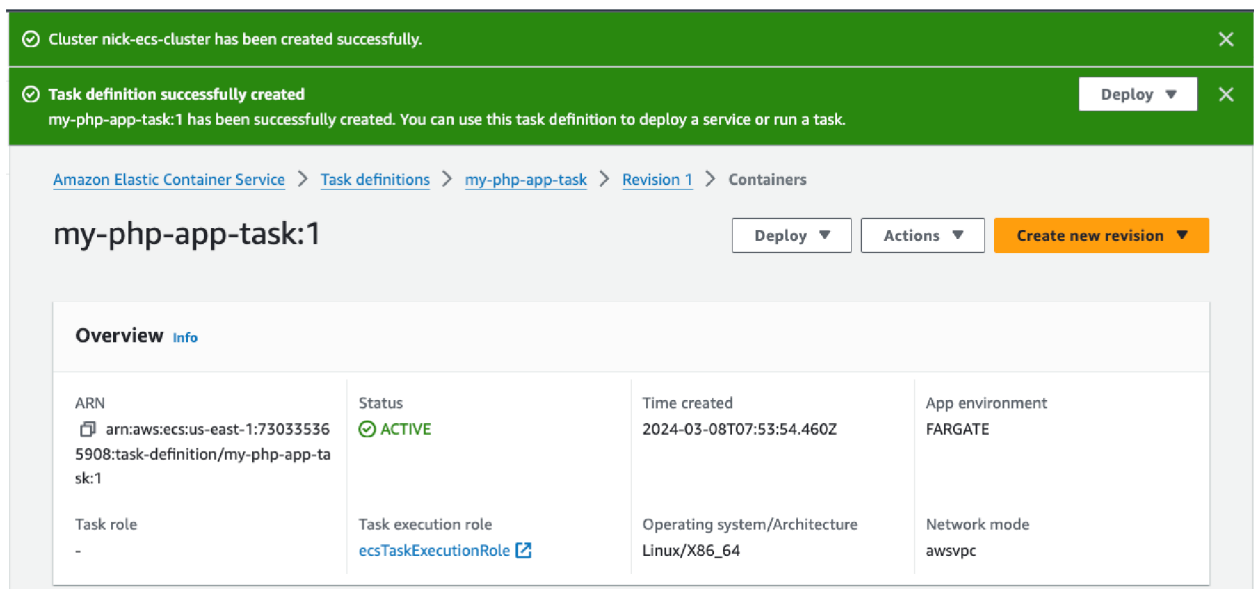 Cluster nick-ecs-cluster has been created successfully.
Task definition successfully created
Deploy
my-php-app-task:1 has been successfully created. You can use this task definition to deploy a service or run a task.
Amazon Elastic Container Service > Task definitions > my-php-app-task > Revision 1 > Containers
my-php-app-task:1
Deploy
Actions
Create new revision
Overview Info
ARN
arn:aws:ecs:us-east-1:73033536
5908:task-definition/my-php-app-ta
sk:1
Status
ACTIVE
Time created
2024-03-08T07:53:54.460Z
App environment
FARGATE
Task role
-
Task execution role
ecsTaskExecutionRole
Operating system/Architecture
Linux/X86_64
Network mode
awsvpc